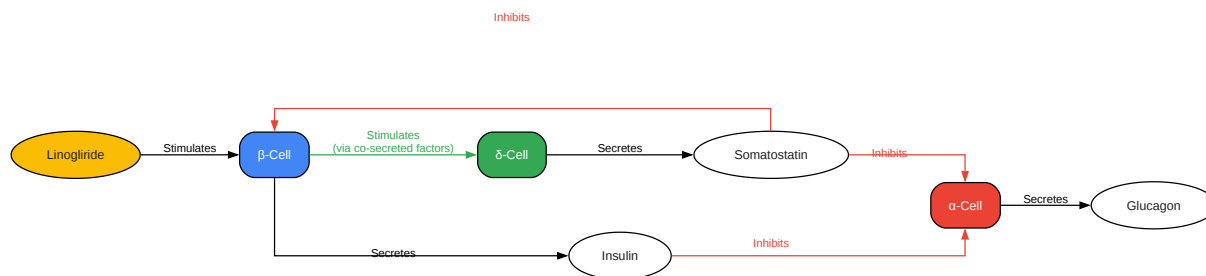 Inhibits
Linogliride
Stimulates
β-Cell
Stimulates
(via co-secreted factors)
δ-Cell
Secretes
Somatostatin
Inhibits
α-Cell
Secretes
Glucagon
Secretes
Insulin
Inhibits